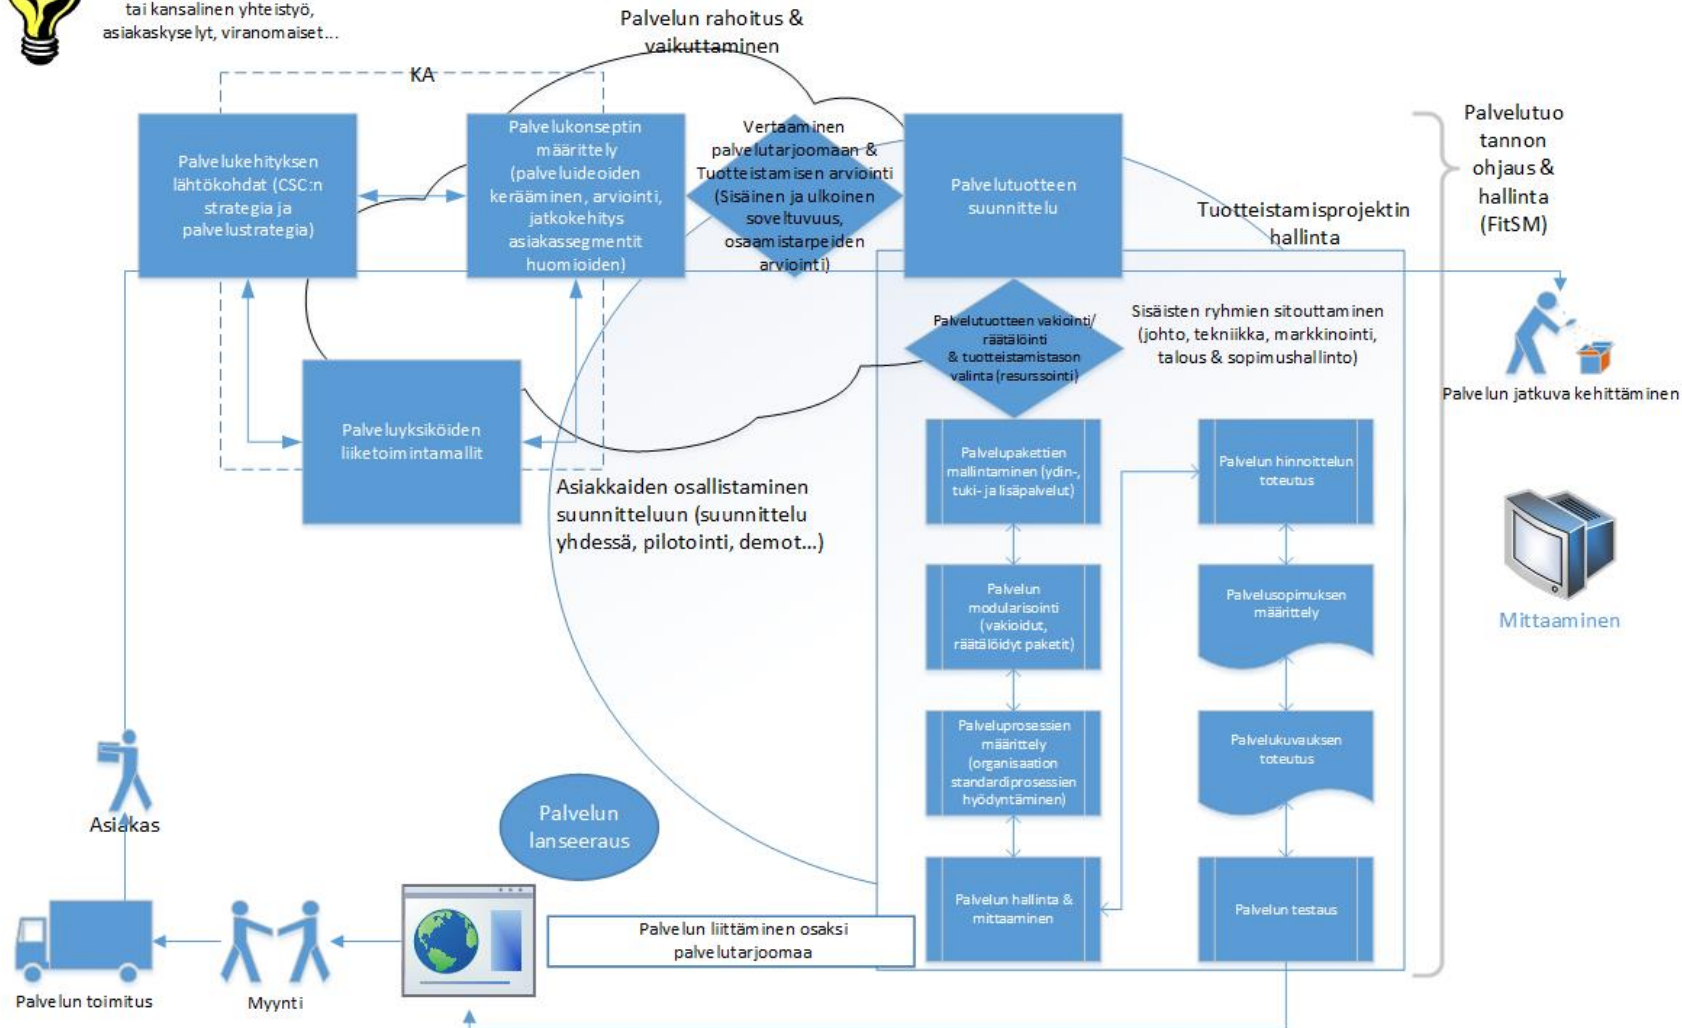 tai kansalinen yhteistyö,
asiakaskyselyt, viranomaiset...
Palvelun rahoitus &
vaikuttaminen
KA
Palvelukehityksen
lähtökohdat (CSC:n
strategia ja
palvelustrategia)
Palvelukonseptin
määrittely
(palveluideoiden
kerääminen, arviointi,
jatkokehitys
asiakassegmentit
huomioiden)
Vertaaminen
palvelutarjoomaan &
Tuotteistamisen arviointi
(Sisäinen ja ulkoinen
soveltuvuus,
osaamistarpeiden
arviointi)
Palvelutuotteen
suunnittelu
Palvelutuo
tannon
ohjaus &
hallinta
(FitSM)
Tuotteistamisprojektin
hallinta
Palvelutuotteen vakiointi/
räätälöinti
& tuotteistamistason
valinta (resurssointi)
Sisäisten ryhmien sitouttaminen
(johto, tekniikka, markkinointi,
talous & sopimushallinto)
Palvelun jatkuva kehittäminen
Palveluyksiköiden
liiketoimintamallit
Asiakkaiden osallistaminen
suunnitteluun (suunnittelu
yhdessä, pilotointi, demot...)
Palvelupakettien
mallintaminen (ydin-,
tuki- ja lisäpalvelut)
Palvelun hinnoittelun
toteutus
Palvelun
modularisointi
(vakioidut,
räätälöidyt paketit)
Palvelusopimuksen
määrittely
Mittaaminen
Palveluprosessien
määrittely
(organisaation
standardiprosessien
hyödyntäminen)
Palvelukuvauksen
toteutus
Palvelun
lanseeraus
Asiakas
Palvelun hallinta &
mittaaminen
Palvelun testaus
Palvelun liittäminen osaksi
palvelutarjoomaa
Palvelun toimitus
Myynti